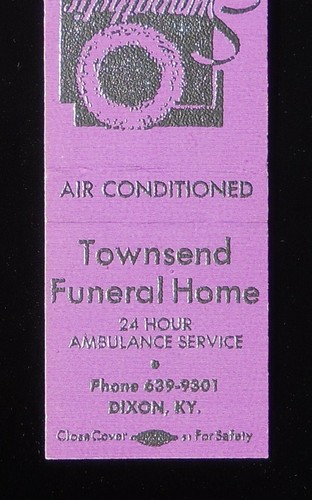 AIR CONDITIONED
Townsend
Funeral Home
24 HOUR
AMBULANCE SERVICE
Phone 639-9301
DIXON, KY.
Close Cover For Safety